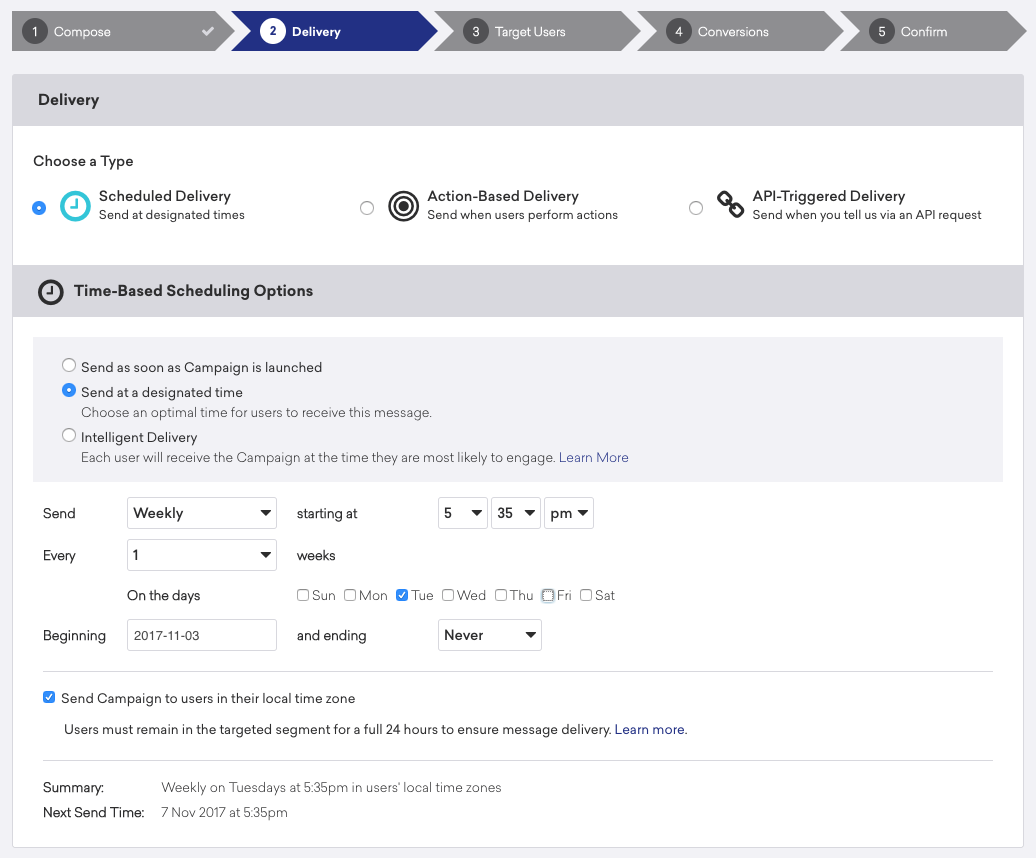 1 Compose
2 Delivery
3 Target Users
4 Conversions
5 Confirm
Delivery
Choose a Type
Scheduled Delivery
Send at designated times
Action-Based Delivery
Send when users perform actions
API-Triggered Delivery
Send when you tell us via an API request
Time-Based Scheduling Options
Send as soon as Campaign is launched
Send at a designated time
Choose an optimal time for users to receive this message.
Intelligent Delivery
Each user will receive the Campaign at the time they are most likely to engage. Learn More
Send Weekly starting at 5 35 pm
Every 1 weeks
On the days Sun Mon Tue Wed Thu Fri Sat
Beginning 2017-11-03 and ending Never
Send Campaign to users in their local time zone
Users must remain in the targeted segment for a full 24 hours to ensure message delivery. Learn more.
Summary: Weekly on Tuesdays at 5:35pm in users' local time zones
Next Send Time: 7 Nov 2017 at 5:35pm